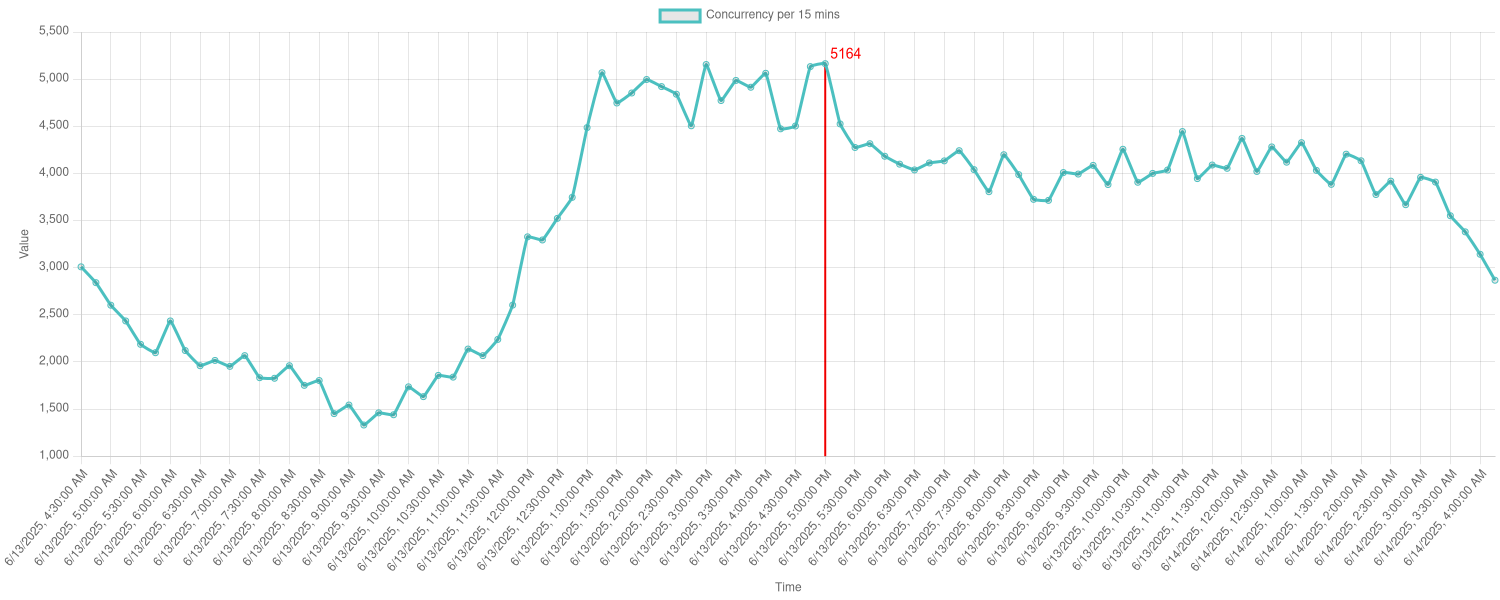 Concurrency per 15 mins
5164
5,500
5,000
4,500
4,000
3,500
3,000
2,500
2,000
1,500
1,000
Value
6/13/2025, 4:30:00 AM
6/13/2025, 5:00:00 AM
6/13/2025, 5:30:00 AM
6/13/2025, 6:00:00 AM
6/13/2025, 6:30:00 AM
6/13/2025, 7:00:00 AM
6/13/2025, 7:30:00 AM
6/13/2025, 8:00:00 AM
6/13/2025, 8:30:00 AM
6/13/2025, 9:00:00 AM
6/13/2025, 9:30:00 AM
6/13/2025, 10:00:00 AM
6/13/2025, 10:30:00 AM
6/13/2025, 11:00:00 AM
6/13/2025, 11:30:00 AM
6/13/2025, 12:00:00 PM
6/13/2025, 12:30:00 PM
6/13/2025, 1:00:00 PM
6/13/2025, 1:30:00 PM
6/13/2025, 2:00:00 PM
6/13/2025, 2:30:00 PM
6/13/2025, 3:00:00 PM
6/13/2025, 3:30:00 PM
6/13/2025, 4:00:00 PM
6/13/2025, 4:30:00 PM
6/13/2025, 5:00:00 PM
6/13/2025, 5:30:00 PM
6/13/2025, 6:00:00 PM
6/13/2025, 6:30:00 PM
6/13/2025, 7:00:00 PM
6/13/2025, 7:30:00 PM
6/13/2025, 8:00:00 PM
6/13/2025, 8:30:00 PM
6/13/2025, 9:00:00 PM
6/13/2025, 9:30:00 PM
6/13/2025, 10:00:00 PM
6/13/2025, 10:30:00 PM
6/13/2025, 11:00:00 PM
6/13/2025, 11:30:00 PM
6/14/2025, 12:00:00 AM
6/14/2025, 12:30:00 AM
6/14/2025, 1:00:00 AM
6/14/2025, 1:30:00 AM
6/14/2025, 2:00:00 AM
6/14/2025, 2:30:00 AM
6/14/2025, 3:00:00 AM
6/14/2025, 3:30:00 AM
6/14/2025, 4:00:00 AM
Time